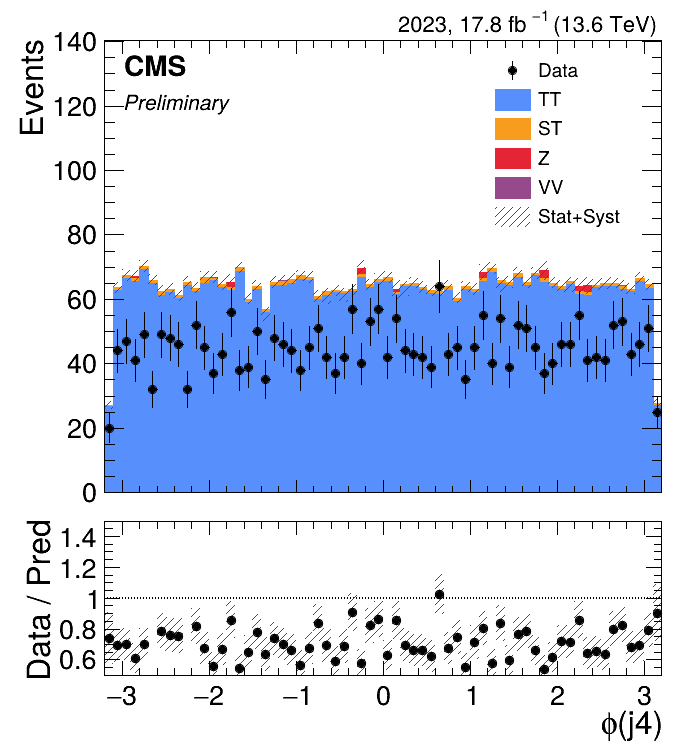 2023, 17.8 fb⁻¹ (13.6 TeV)
Events
140
120
100
80
60
40
20
0
CMS
Preliminary
Data
TT
ST
Z
VV
Stat+Syst
Data / Pred
1.4
1.2
1
0.8
0.6
−3 −2 −1 0 1 2 3
ϕ(j4)